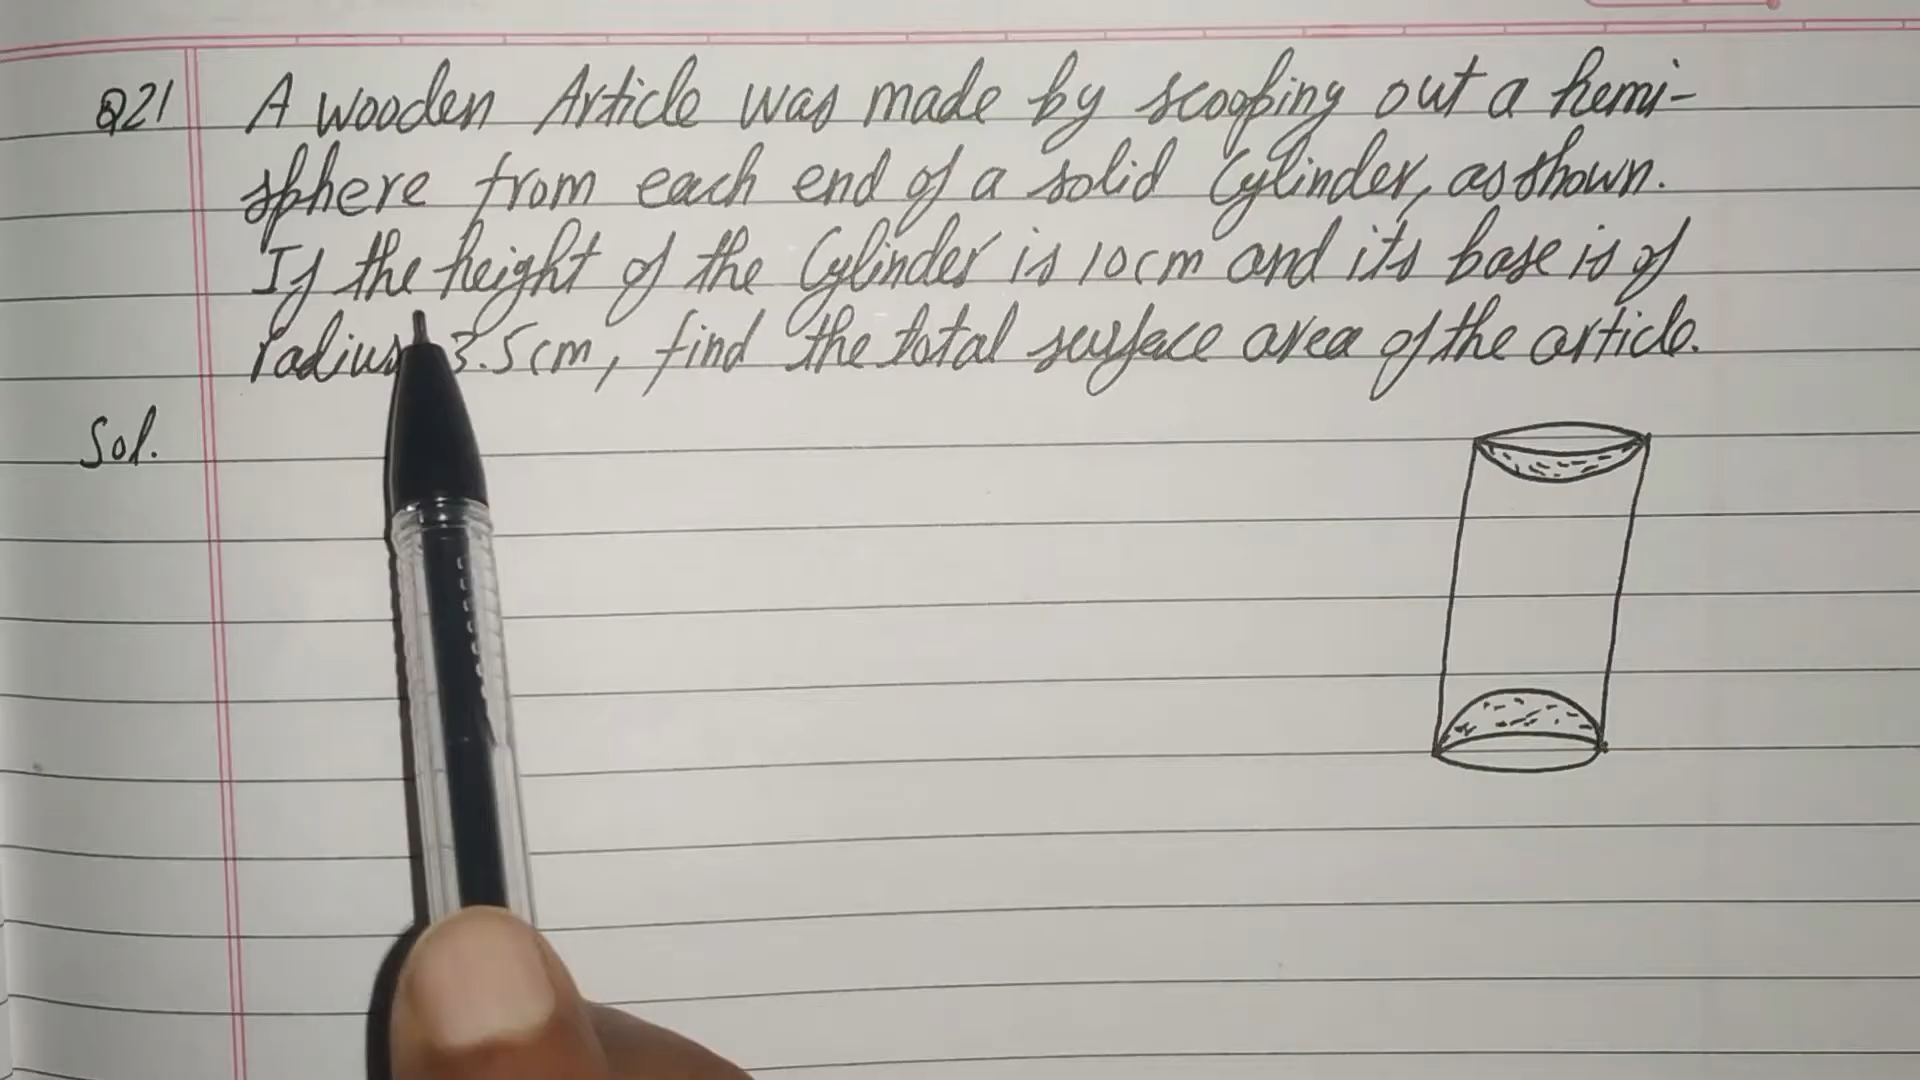 Q21 A wooden Article was made by scooping out a hemi-
sphere from each end of a solid Cylinder, as shown.
If the height of the Cylinder is 10cm and its base is of
radius 3.5cm, find the total surface area of the article.
Sol.